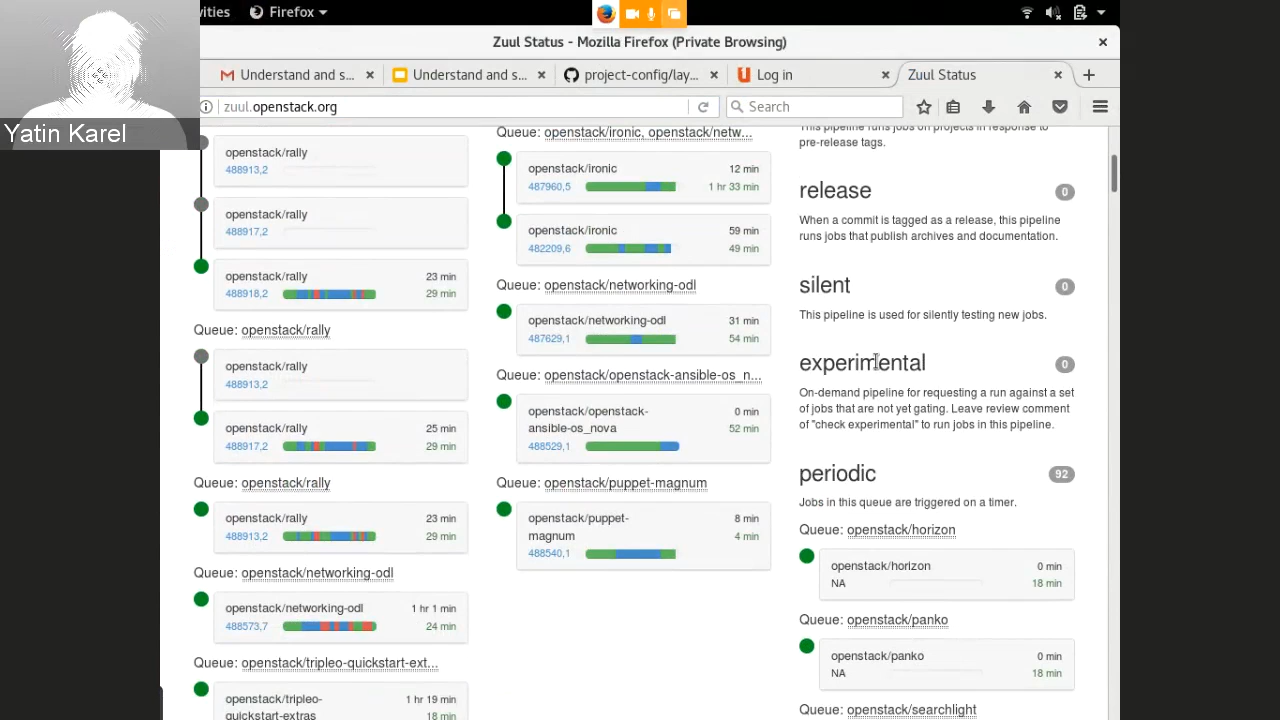 vities
Firefox
Zuul Status - Mozilla Firefox (Private Browsing)
Understand and s...
Understand and s...
project-config/lay...
Log in
Zuul Status
zuul.openstack.org
Search
Yatin Karel
openstack/rally
488913,2
openstack/rally
488917,2
openstack/rally 23 min
488918,2 29 min
Queue: openstack/rally
openstack/rally
488913,2
openstack/rally 25 min
488917,2 29 min
Queue: openstack/rally
openstack/rally 23 min
488913,2 29 min
Queue: openstack/networking-odl
openstack/networking-odl 1 hr 1 min
488573,7 24 min
Queue: openstack/tripleo-quickstart-ext...
openstack/tripleo- 1 hr 19 min
quickstart-extras 18 min
Queue: openstack/ironic, openstack/netw...
openstack/ironic 12 min
487960,5 1 hr 33 min
openstack/ironic 59 min
482209,6 49 min
Queue: openstack/networking-odl
openstack/networking-odl 31 min
487629,1 54 min
Queue: openstack/openstack-ansible-os_n...
openstack/openstack- 0 min
ansible-os_nova 52 min
488529,1
Queue: openstack/puppet-magnum
openstack/puppet- 8 min
magnum 4 min
488540,1
This pipeline runs jobs on projects in response to
pre-release tags.
release 0
When a commit is tagged as a release, this pipeline
runs jobs that publish archives and documentation.
silent 0
This pipeline is used for silently testing new jobs.
experimental 0
On-demand pipeline for requesting a run against a set
of jobs that are not yet gating. Leave review comment
of "check experimental" to run jobs in this pipeline.
periodic 92
Jobs in this queue are triggered on a timer.
Queue: openstack/horizon
openstack/horizon 0 min
NA 18 min
Queue: openstack/panko
openstack/panko 0 min
NA 18 min
Queue: openstack/searchlight